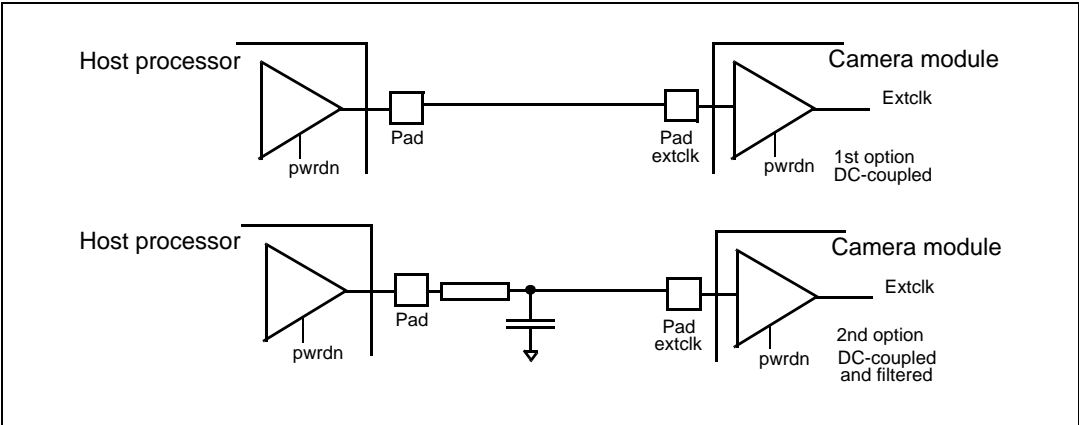 Host processor
Camera module
Extclk
Pad
Pad
extclk
pwrdn
pwrdn
1st option
DC-coupled
Host processor
Camera module
Extclk
Pad
Pad
extclk
pwrdn
pwrdn
2nd option
DC-coupled
and filtered